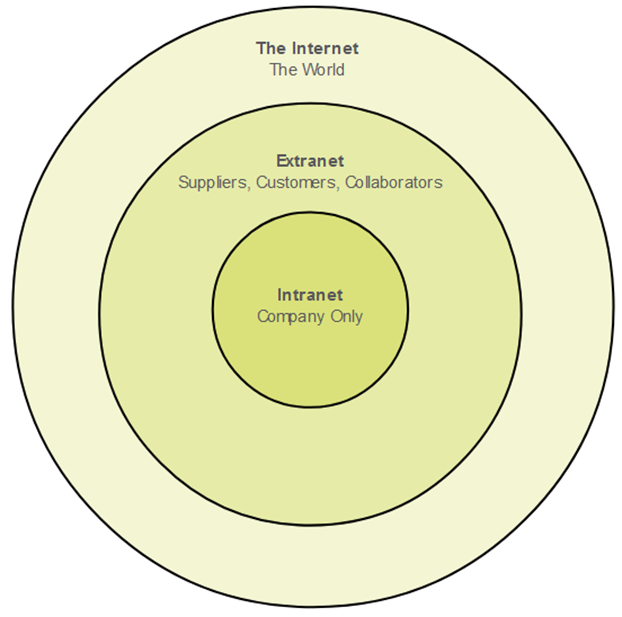 The Internet
The World
Extranet
Suppliers, Customers, Collaborators
Intranet
Company Only